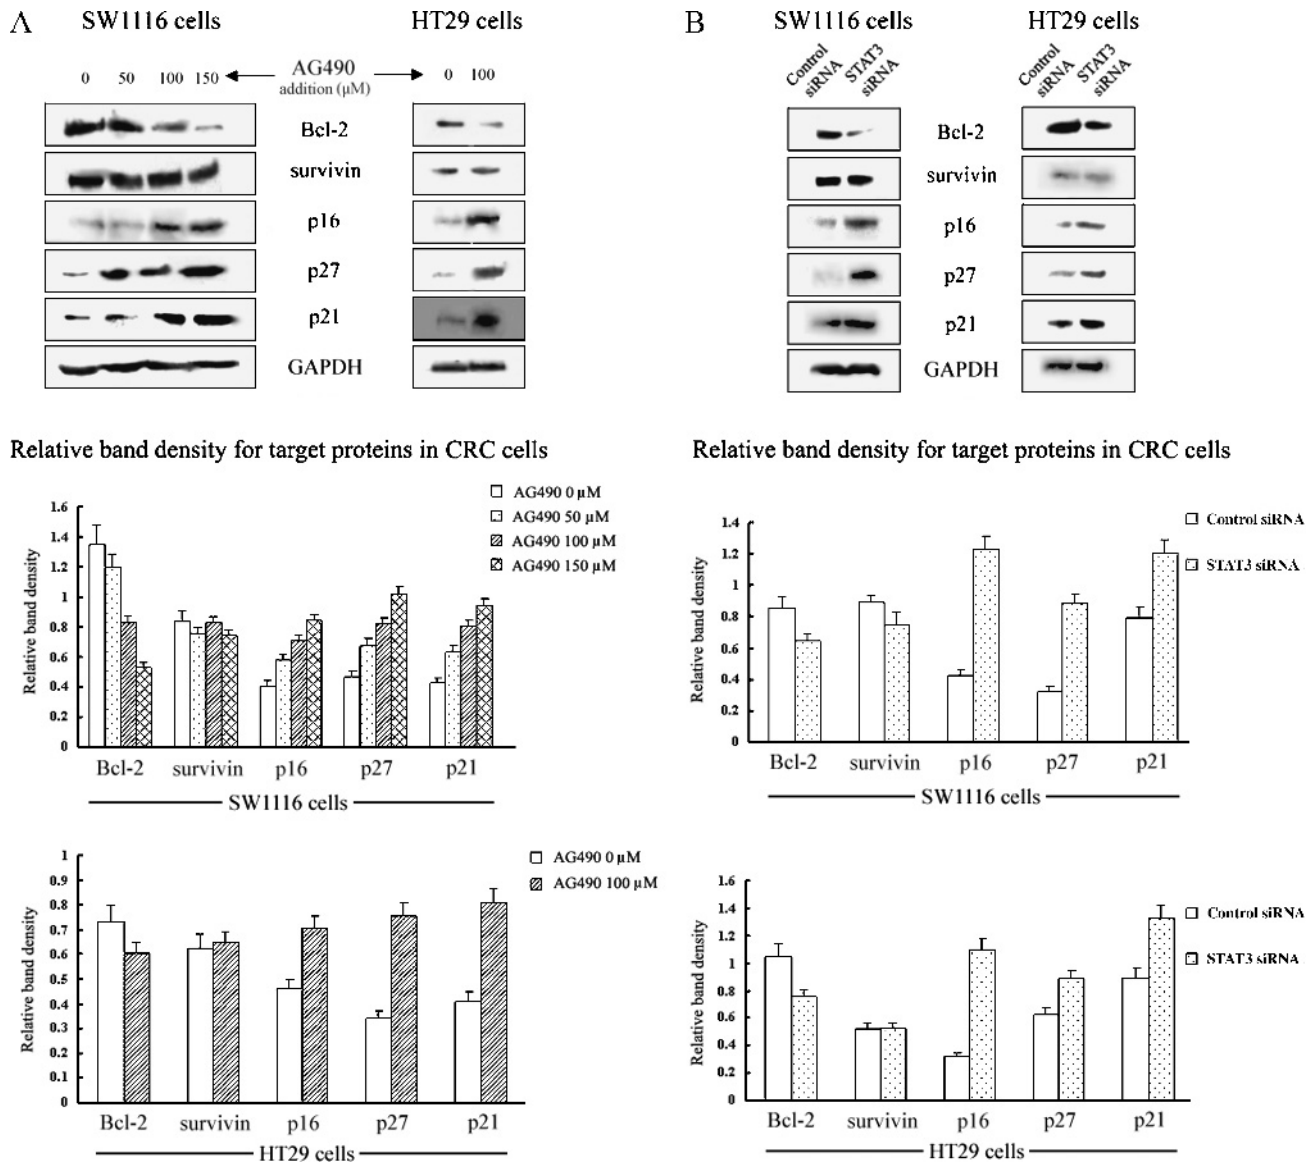 A SW1116 cells HT29 cells
0 50 100 150 AG490 addition (μM) 0 100
Bcl-2
survivin
p16
p27
p21
GAPDH
Relative band density for target proteins in CRC cells
AG490 0 μM
AG490 50 μM
AG490 100 μM
AG490 150 μM
Relative band density
1.6
1.4
1.2
1
0.8
0.6
0.4
0.2
0
Bcl-2 survivin p16 p27 p21
SW1116 cells
AG490 0 μM
AG490 100 μM
Relative band density
1
0.9
0.8
0.7
0.6
0.5
0.4
0.3
0.2
0.1
0
Bcl-2 survivin p16 p27 p21
HT29 cells
B SW1116 cells HT29 cells
Control siRNA STAT3 siRNA Control siRNA STAT3 siRNA
Bcl-2
survivin
p16
p27
p21
GAPDH
Relative band density for target proteins in CRC cells
Control siRNA
STAT3 siRNA
Relative band density
1.4
1.2
1
0.8
0.6
0.4
0.2
0
Bcl-2 survivin p16 p27 p21
SW1116 cells
Control siRNA
STAT3 siRNA
Relative band density
1.6
1.4
1.2
1
0.8
0.6
0.4
0.2
0
Bcl-2 survivin p16 p27 p21
HT29 cells